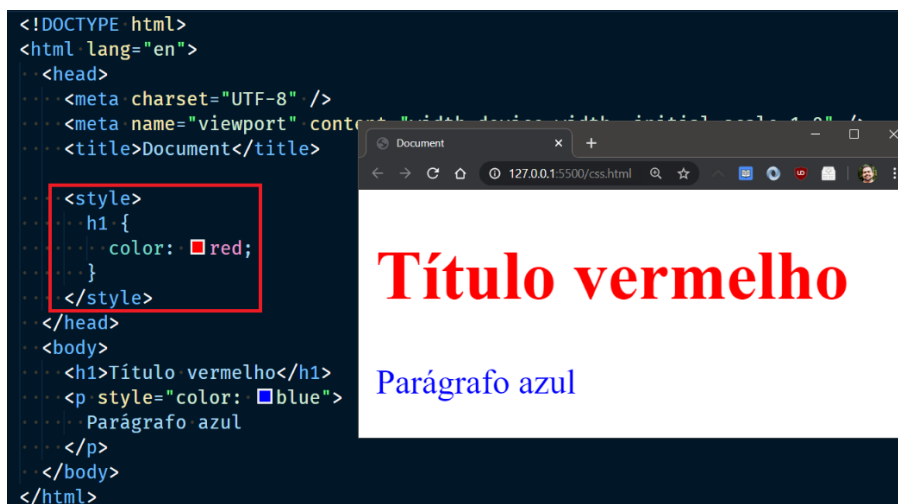 <!DOCTYPE html>
<html lang="en">
<head>
<meta charset="UTF-8" />
<meta name="viewport" cont
<title>Document</title>
<style>
h1 {
color: red;
}
</style>
</head>
<body>
<h1>Título vermelho</h1>
<p style="color: blue">
Parágrafo azul
</p>
</body>
</html>
Document
127.0.0.1:5500/css.html
Título vermelho
Parágrafo azul